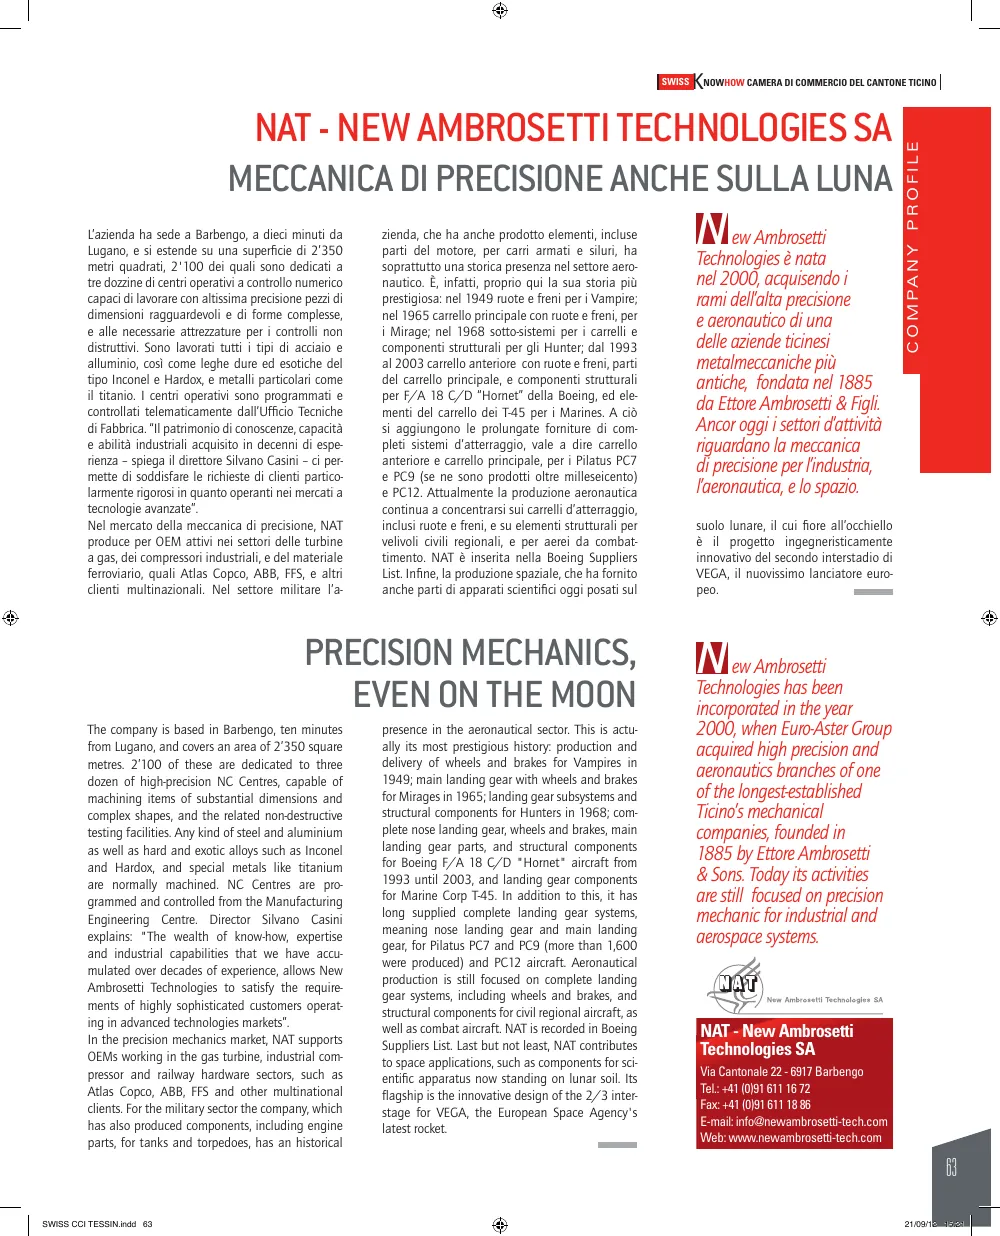 SWISS KNOWHOW CAMERA DI COMMERCIO DEL CANTONE TICINO
NAT - NEW AMBROSETTI TECHNOLOGIES SA
MECCANICA DI PRECISIONE ANCHE SULLA LUNA
COMPANY PROFILE
L'azienda ha sede a Barbengo, a dieci minuti da
Lugano, e si estende su una superficie di 2'350
metri quadrati, 2'100 dei quali sono dedicati a
tre dozzine di centri operativi a controllo numerico
capaci di lavorare con altissima precisione pezzi di
dimensioni ragguardevoli e di forme complesse,
e alle necessarie attrezzature per i controlli non
distruttivi. Sono lavorati tutti i tipi di acciaio e
alluminio, così come leghe dure ed esotiche del
tipo Inconel e Hardox, e metalli particolari come
il titanio. I centri operativi sono programmati e
controllati telematicamente dall'Ufficio Tecniche
di Fabbrica. "Il patrimonio di conoscenze, capacità
e abilità industriali acquisito in decenni di espe-
rienza – spiega il direttore Silvano Casini – ci per-
mette di soddisfare le richieste di clienti partico-
larmente rigorosi in quanto operanti nei mercati a
tecnologie avanzate".
Nel mercato della meccanica di precisione, NAT
produce per OEM attivi nei settori delle turbine
a gas, dei compressori industriali, e del materiale
ferroviario, quali Atlas Copco, ABB, FFS, e altri
clienti multinazionali. Nel settore militare l'a-
zienda, che ha anche prodotto elementi, incluse
parti del motore, per carri armati e siluri, ha
soprattutto una storica presenza nel settore aero-
nautico. È, infatti, proprio qui la sua storia più
prestigiosa: nel 1949 ruote e freni per i Vampire;
nel 1965 carrello principale con ruote e freni, per
i Mirage; nel 1968 sotto-sistemi per i carrelli e
componenti strutturali per gli Hunter; dal 1993
al 2003 carrello anteriore con ruote e freni, parti
del carrello principale, e componenti strutturali
per F/A 18 C/D "Hornet" della Boeing, ed ele-
menti del carrello dei T-45 per i Marines. A ciò
si aggiungono le prolungate forniture di com-
pleti sistemi d'atterraggio, vale a dire carrello
anteriore e carrello principale, per i Pilatus PC7
e PC9 (se ne sono prodotti oltre milleseicento)
e PC12. Attualmente la produzione aeronautica
continua a concentrarsi sui carrelli d'atterraggio,
inclusi ruote e freni, e su elementi strutturali per
velivoli civili regionali, e per aerei da combat-
timento. NAT è inserita nella Boeing Suppliers
List. Infine, la produzione spaziale, che ha fornito
anche parti di apparati scientifici oggi posati sul
New Ambrosetti
Technologies è nata
nel 2000, acquisendo i
rami dell'alta precisione
e aeronautico di una
delle aziende ticinesi
metalmeccaniche più
antiche, fondata nel 1885
da Ettore Ambrosetti & Figli.
Ancor oggi i settori d'attività
riguardano la meccanica
di precisione per l'industria,
l'aeronautica, e lo spazio.
suolo lunare, il cui fiore all'occhiello
è il progetto ingegneristicamente
innovativo del secondo interstadio di
VEGA, il nuovissimo lanciatore euro-
peo.
PRECISION MECHANICS,
EVEN ON THE MOON
The company is based in Barbengo, ten minutes
from Lugano, and covers an area of 2'350 square
metres. 2'100 of these are dedicated to three
dozen of high-precision NC Centres, capable of
machining items of substantial dimensions and
complex shapes, and the related non-destructive
testing facilities. Any kind of steel and aluminium
as well as hard and exotic alloys such as Inconel
and Hardox, and special metals like titanium
are normally machined. NC Centres are pro-
grammed and controlled from the Manufacturing
Engineering Centre. Director Silvano Casini
explains: "The wealth of know-how, expertise
and industrial capabilities that we have accu-
mulated over decades of experience, allows New
Ambrosetti Technologies to satisfy the require-
ments of highly sophisticated customers operat-
ing in advanced technologies markets".
In the precision mechanics market, NAT supports
OEMs working in the gas turbine, industrial com-
pressor and railway hardware sectors, such as
Atlas Copco, ABB, FFS and other multinational
clients. For the military sector the company, which
has also produced components, including engine
parts, for tanks and torpedoes, has an historical
presence in the aeronautical sector. This is actu-
ally its most prestigious history: production and
delivery of wheels and brakes for Vampires in
1949; main landing gear with wheels and brakes
for Mirages in 1965; landing gear subsystems and
structural components for Hunters in 1968; com-
plete nose landing gear, wheels and brakes, main
landing gear parts, and structural components
for Boeing F/A 18 C/D "Hornet" aircraft from
1993 until 2003, and landing gear components
for Marine Corp T-45. In addition to this, it has
long supplied complete landing gear systems,
meaning nose landing gear and main landing
gear, for Pilatus PC7 and PC9 (more than 1,600
were produced) and PC12 aircraft. Aeronautical
production is still focused on complete landing
gear systems, including wheels and brakes, and
structural components for civil regional aircraft, as
well as combat aircraft. NAT is recorded in Boeing
Suppliers List. Last but not least, NAT contributes
to space applications, such as components for sci-
entific apparatus now standing on lunar soil. Its
flagship is the innovative design of the 2/3 inter-
stage for VEGA, the European Space Agency's
latest rocket.
New Ambrosetti
Technologies has been
incorporated in the year
2000, when Euro-Aster Group
acquired high precision and
aeronautics branches of one
of the longest-established
Ticino's mechanical
companies, founded in
1885 by Ettore Ambrosetti
& Sons. Today its activities
are still focused on precision
mechanic for industrial and
aerospace systems.
NAT
New Ambrosetti Technologies SA
NAT - New Ambrosetti
Technologies SA
Via Cantonale 22 - 6917 Barbengo
Tel.: +41 (0)91 611 16 72
Fax: +41 (0)91 611 18 86
E-mail: info@newambrosetti-tech.com
Web: www.newambrosetti-tech.com
63
SWISS CCI TESSIN.indd 63
21/09/12